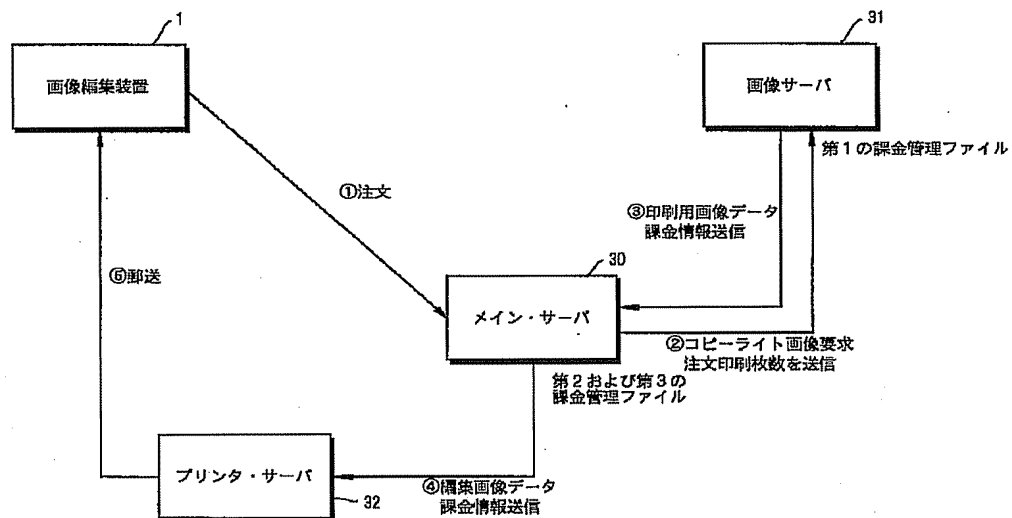 1
画像編集装置
31
画像サーバ
第1の課金管理ファイル
①注文
③印刷用画像データ
課金情報送信
30
メイン・サーバ
②コピーライト画像要求
注文印刷枚数を送信
第2および第3の
課金管理ファイル
⑤郵送
プリンタ・サーバ
32
④編集画像データ
課金情報送信